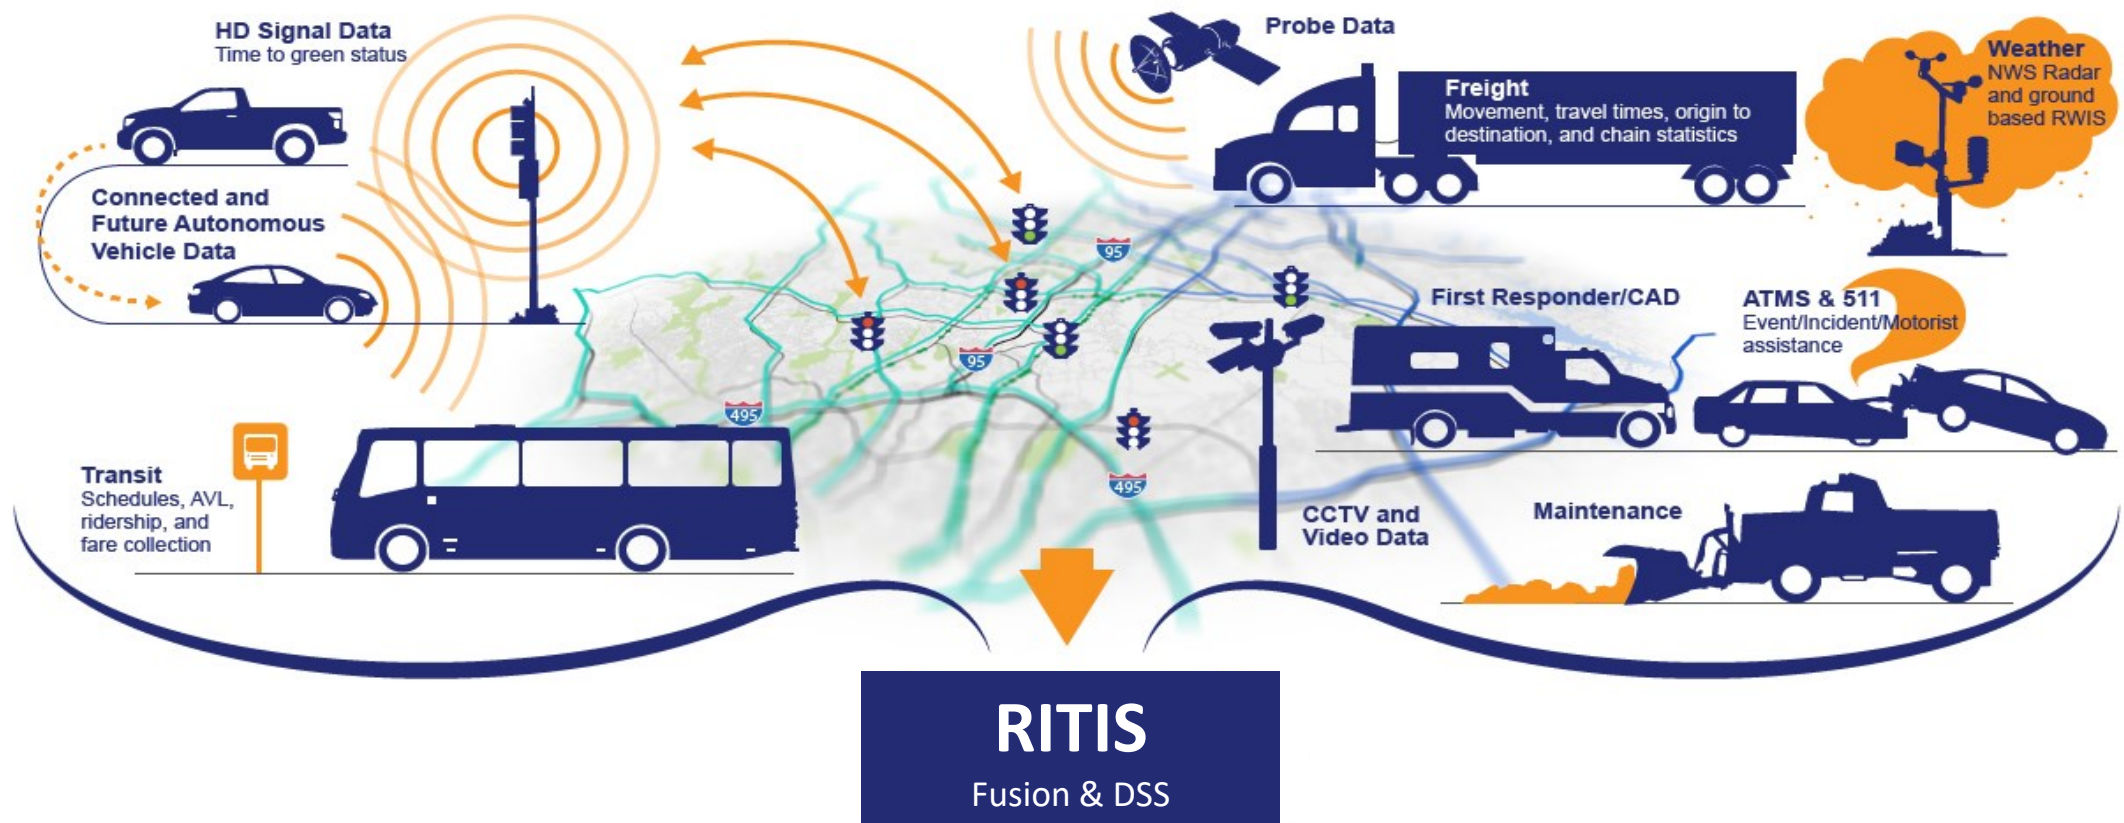 HD Signal Data
Time to green status
Connected and
Future Autonomous
Vehicle Data
Transit
Schedules, AVL,
ridership, and
fare collection
Probe Data
Freight
Movement, travel times, origin to
destination, and chain statistics
Weather
NWS Radar
and ground
based RWIS
95
95
495
495
First Responder/CAD
ATMS & 511
Event/Incident/Motorist
assistance
CCTV and
Video Data
Maintenance
RITIS
Fusion & DSS